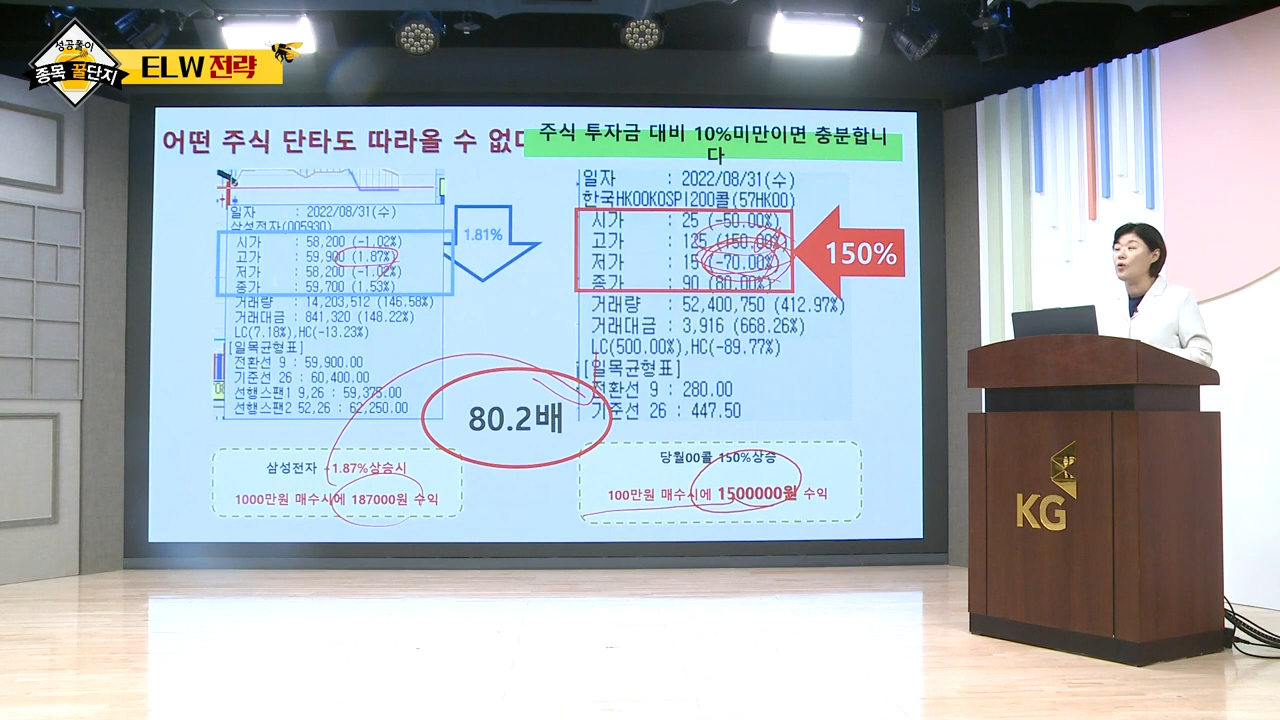 성공풀이
종목 꿀단지
ELW전략
어떤 주식 단타도 따라올 수 없다
주식 투자금 대비 10%미만이면 충분합니
다
일자 : 2022/08/31(수)
삼성전자(005930)
시가 : 58,200 (-1.02%)
고가 : 59,900 (1.87%)
저가 : 58,200 (-1.02%)
종가 : 59,700 (1.53%)
거래량 : 14,203,512 (146.58%)
거래대금 : 841,320 (148.22%)
LC(7.18%),HC(-13.23%)
[일목균형표]
전환선 9 : 59,900.00
기준선 26 : 60,400.00
선행스팬1 9,26 : 59,375.00
선행스팬2 52,26 : 62,250.00
1.81%
일자 : 2022/08/31(수)
한국HK00KOSPI200콜(57HK00)
시가 : 25 (-50.00%)
고가 : 125 (150.00%)
저가 : 15 (-70.00%)
종가 : 90 (80.00%)
거래량 : 52,400,750 (412.97%)
거래대금 : 3,916 (668.26%)
LC(500.00%),HC(-89.77%)
[일목균형표]
전환선 9 : 280.00
기준선 26 : 447.50
150%
80.2배
삼성전자 +1.87%상승시
1000만원 매수시에 187000원 수익
당월00콜 150%상승
100만원 매수시에 1500000원 수익
KG